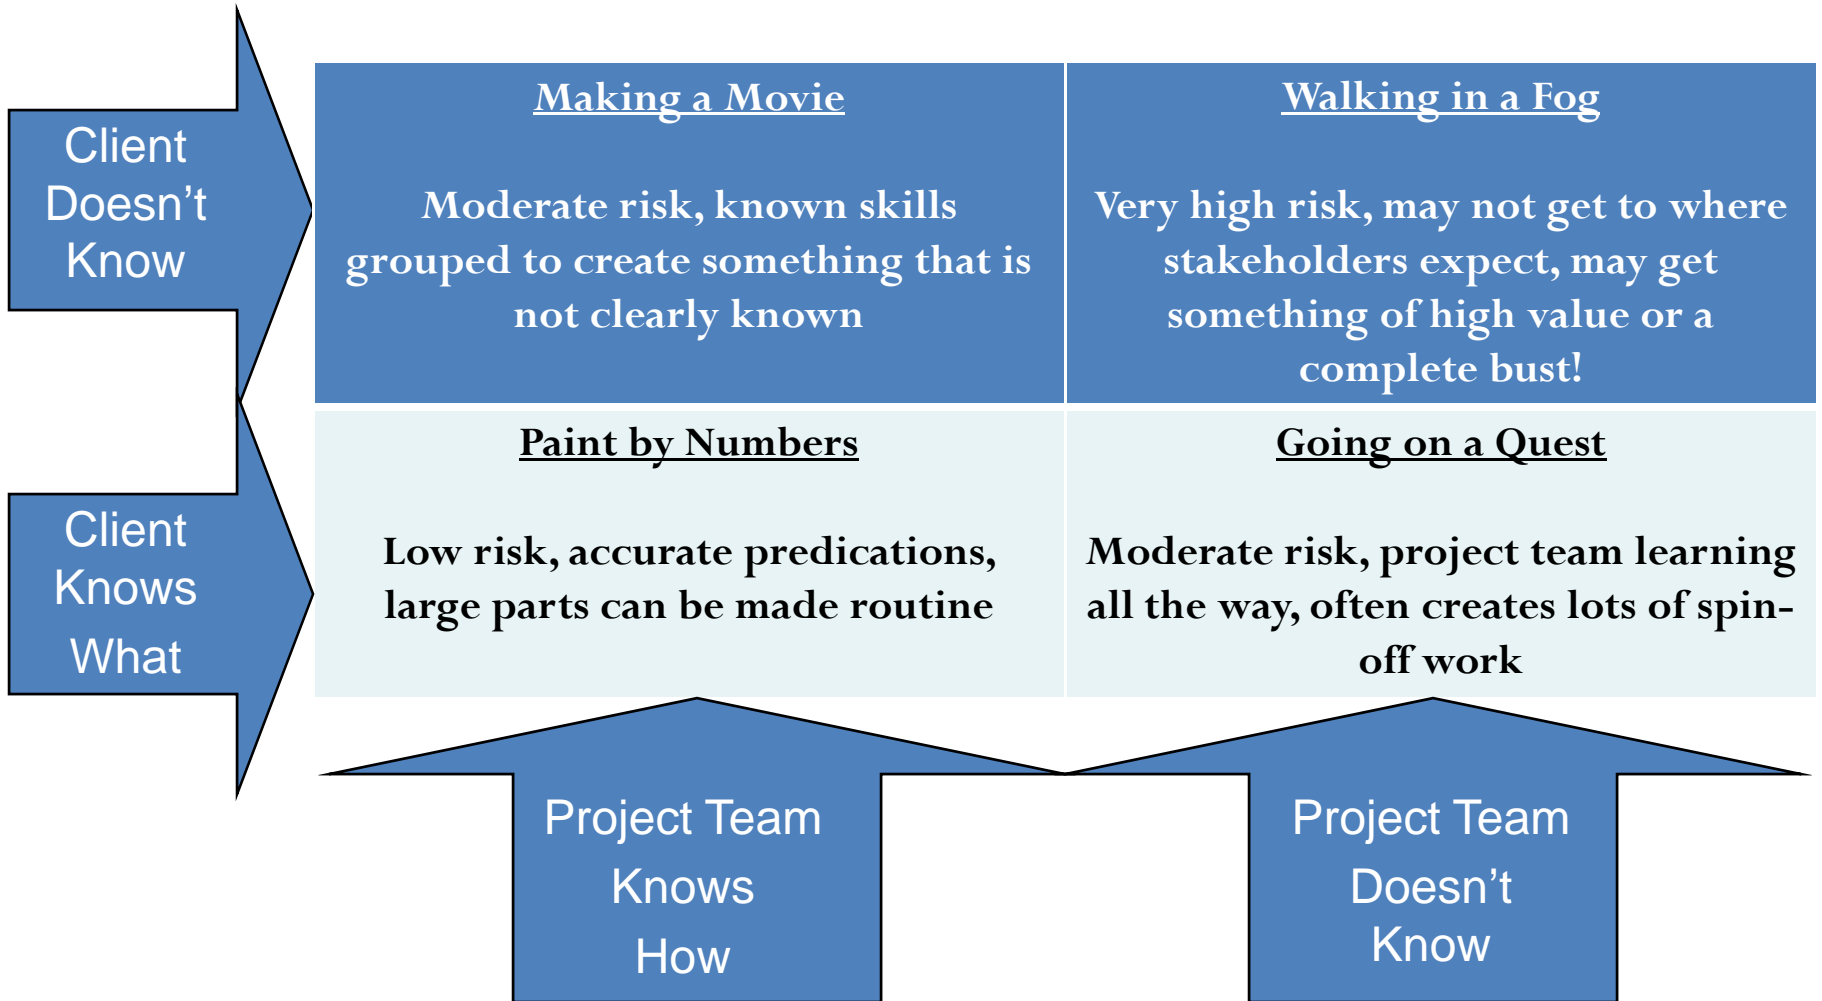 Client
Doesn’t
Know
Making a Movie
Moderate risk, known skills
grouped to create something that is
not clearly known
Walking in a Fog
Very high risk, may not get to where
stakeholders expect, may get
something of high value or a
complete bust!
Client
Knows
What
Paint by Numbers
Low risk, accurate predications,
large parts can be made routine
Going on a Quest
Moderate risk, project team learning
all the way, often creates lots of spin-
off work
Project Team
Knows
How
Project Team
Doesn’t
Know